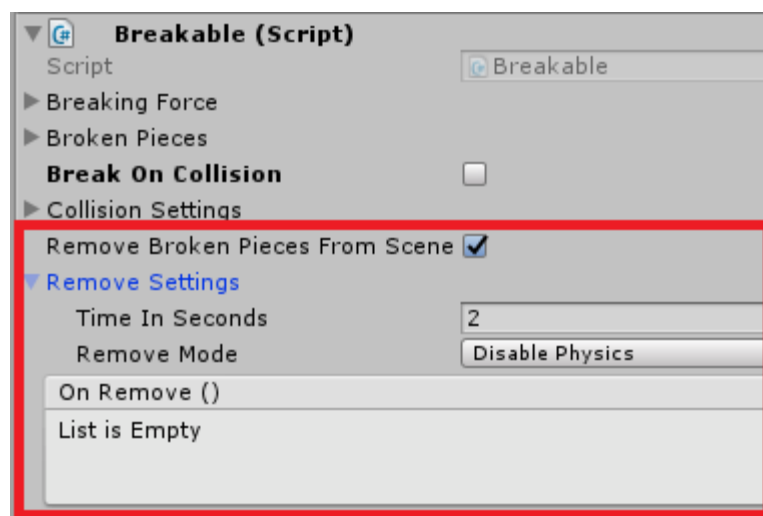 Breakable (Script)
Script Breakable
Breaking Force
Broken Pieces
Break On Collision
Collision Settings
Remove Broken Pieces From Scene
Remove Settings
Time In Seconds 2
Remove Mode Disable Physics
On Remove ()
List is Empty